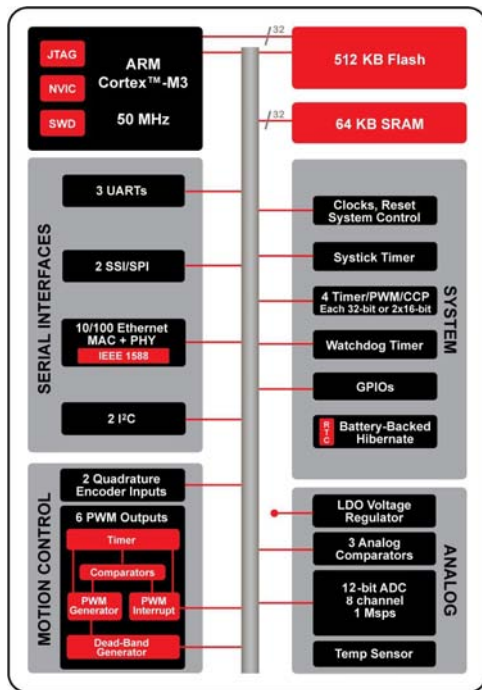 JTAG
NVIC
SWD
ARM
Cortex™-M3
50 MHz
32
512 KB Flash
32
64 KB SRAM
SERIAL INTERFACES
3 UARTs
2 SSI/SPI
10/100 Ethernet
MAC + PHY
IEEE 1588
2 I²C
SYSTEM
Clocks, Reset
System Control
Systick Timer
4 Timer/PWM/CCP
Each 32-bit or 2x16-bit
Watchdog Timer
GPIOs
RTC
Battery-Backed
Hibernate
MOTION CONTROL
2 Quadrature
Encoder Inputs
6 PWM Outputs
Timer
Comparators
PWM
Generator
PWM
Interrupt
Dead-Band
Generator
ANALOG
LDO Voltage
Regulator
3 Analog
Comparators
12-bit ADC
8 channel
1 Msps
Temp Sensor